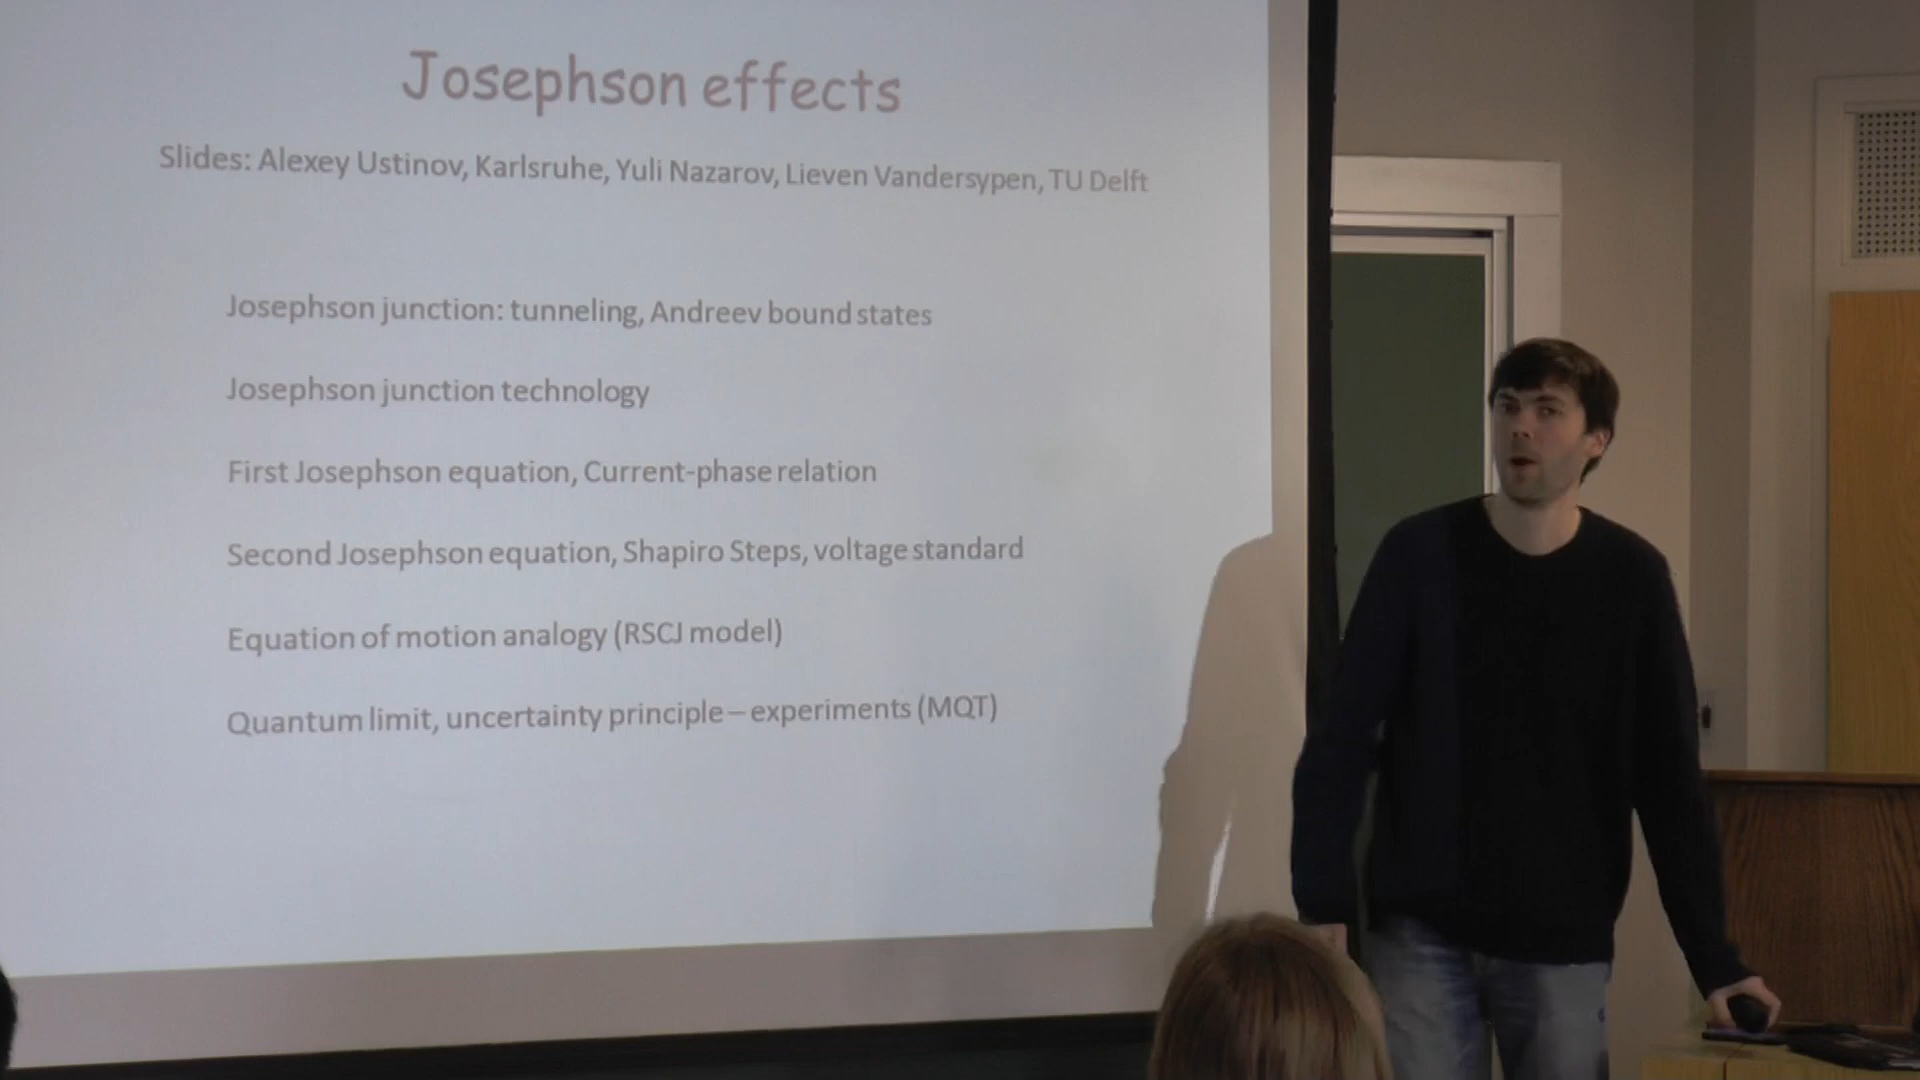 Josephson effects
Slides: Alexey Ustinov, Karlsruhe, Yuli Nazarov, Lieven Vandersypen, TU Delft
Josephson junction: tunneling, Andreev bound states
Josephson junction technology
First Josephson equation, Current-phase relation
Second Josephson equation, Shapiro Steps, voltage standard
Equation of motion analogy (RSCJ model)
Quantum limit, uncertainty principle – experiments (MQT)